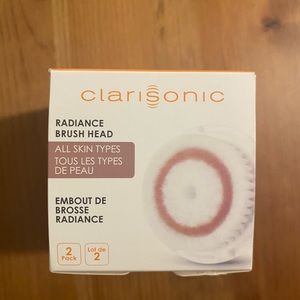 clarisonic
RADIANCE
BRUSH HEAD
ALL SKIN TYPES
TOUS LES TYPES
DE PEAU
EMBOUT DE
BROSSE
RADIANCE
2
Pack
Lot de
2